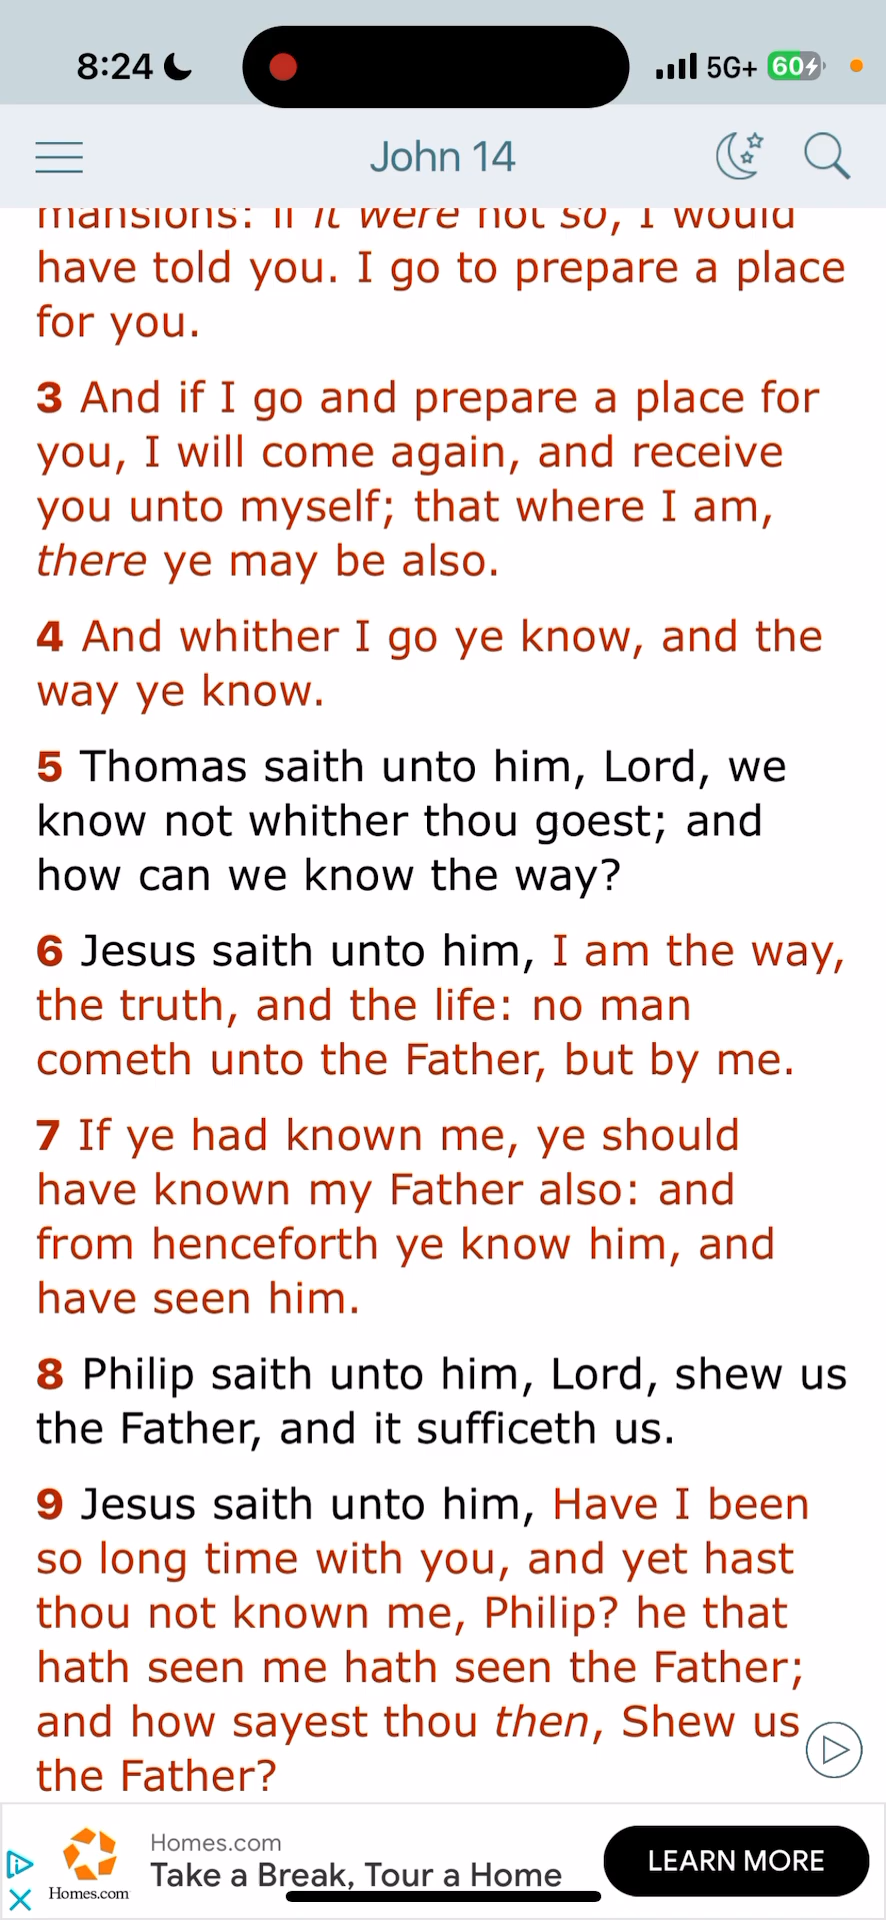 8:24
5G+ 60
John 14
mansions: if it were not so, I would
have told you. I go to prepare a place
for you.
3 And if I go and prepare a place for
you, I will come again, and receive
you unto myself; that where I am,
there ye may be also.
4 And whither I go ye know, and the
way ye know.
5 Thomas saith unto him, Lord, we
know not whither thou goest; and
how can we know the way?
6 Jesus saith unto him, I am the way,
the truth, and the life: no man
cometh unto the Father, but by me.
7 If ye had known me, ye should
have known my Father also: and
from henceforth ye know him, and
have seen him.
8 Philip saith unto him, Lord, shew us
the Father, and it sufficeth us.
9 Jesus saith unto him, Have I been
so long time with you, and yet hast
thou not known me, Philip? he that
hath seen me hath seen the Father;
and how sayest thou then, Shew us
the Father?
Homes.com
Take a Break, Tour a Home
LEARN MORE
Homes.com